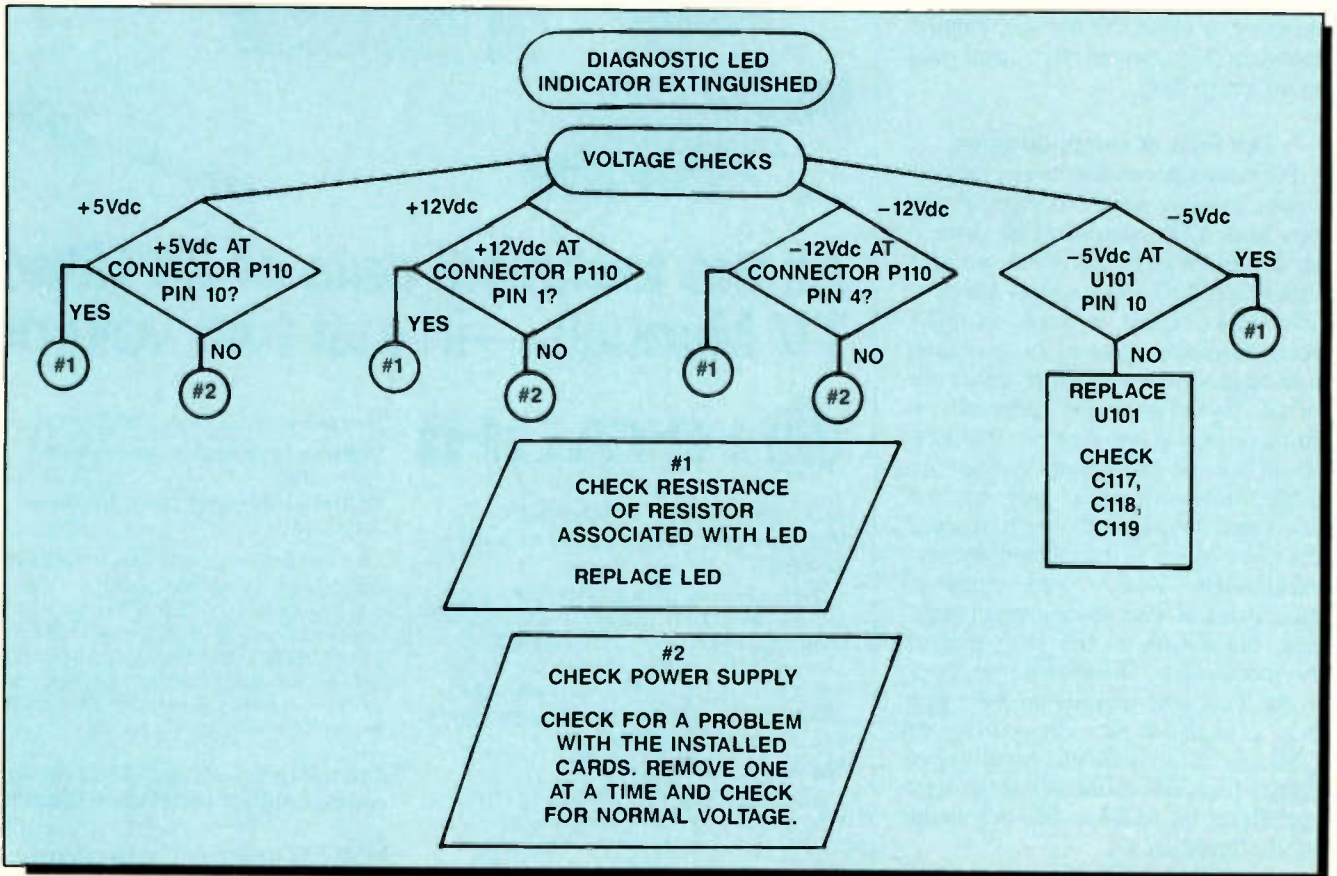 DIAGNOSTIC LED
INDICATOR EXTINGUISHED
VOLTAGE CHECKS
+5Vdc
+12Vdc
−12Vdc
−5Vdc
+5Vdc AT
CONNECTOR P110
PIN 10?
YES
NO
#1
#2
+12Vdc AT
CONNECTOR P110
PIN 1?
YES
NO
#1
#2
−12Vdc AT
CONNECTOR P110
PIN 4?
NO
#1
#2
−5Vdc AT
U101
PIN 10
YES
#1
NO
REPLACE
U101
CHECK
C117,
C118,
C119
#1
CHECK RESISTANCE
OF RESISTOR
ASSOCIATED WITH LED
REPLACE LED
#2
CHECK POWER SUPPLY
CHECK FOR A PROBLEM
WITH THE INSTALLED
CARDS. REMOVE ONE
AT A TIME AND CHECK
FOR NORMAL VOLTAGE.